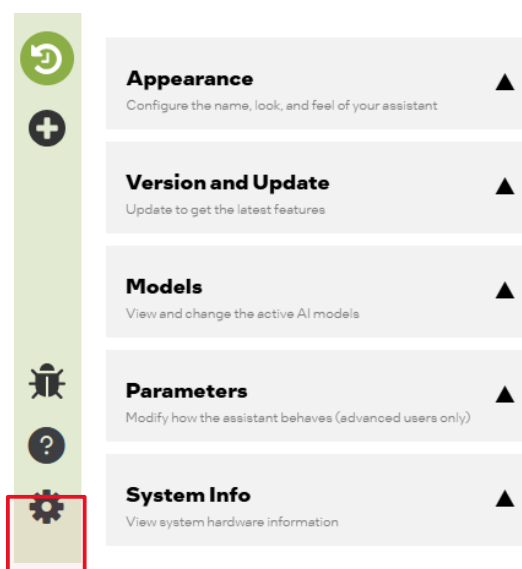 Appearance
Configure the name, look, and feel of your assistant
Version and Update
Update to get the latest features
Models
View and change the active AI models
Parameters
Modify how the assistant behaves (advanced users only)
System Info
View system hardware information